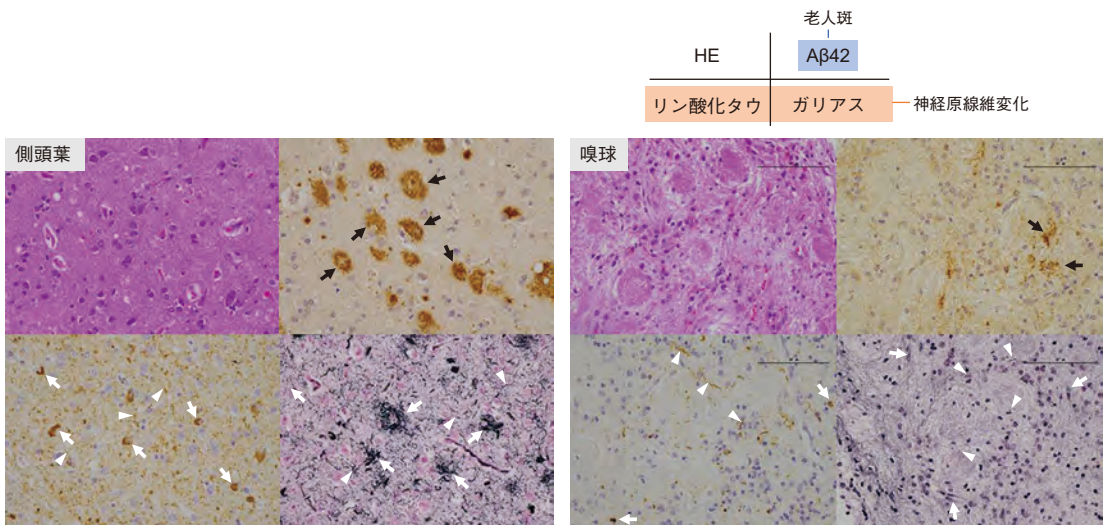 老人斑
HE
Aβ42
リン酸化タウ
ガリアス
神経原線維変化
側頭葉
嗅球